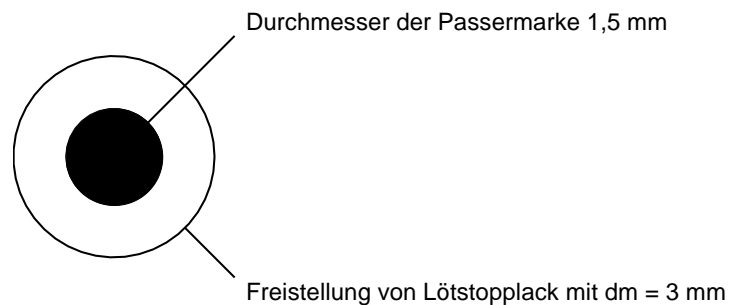 Durchmesser der Passermarke 1,5 mm
Freistellung von Lötstopplack mit dm = 3 mm